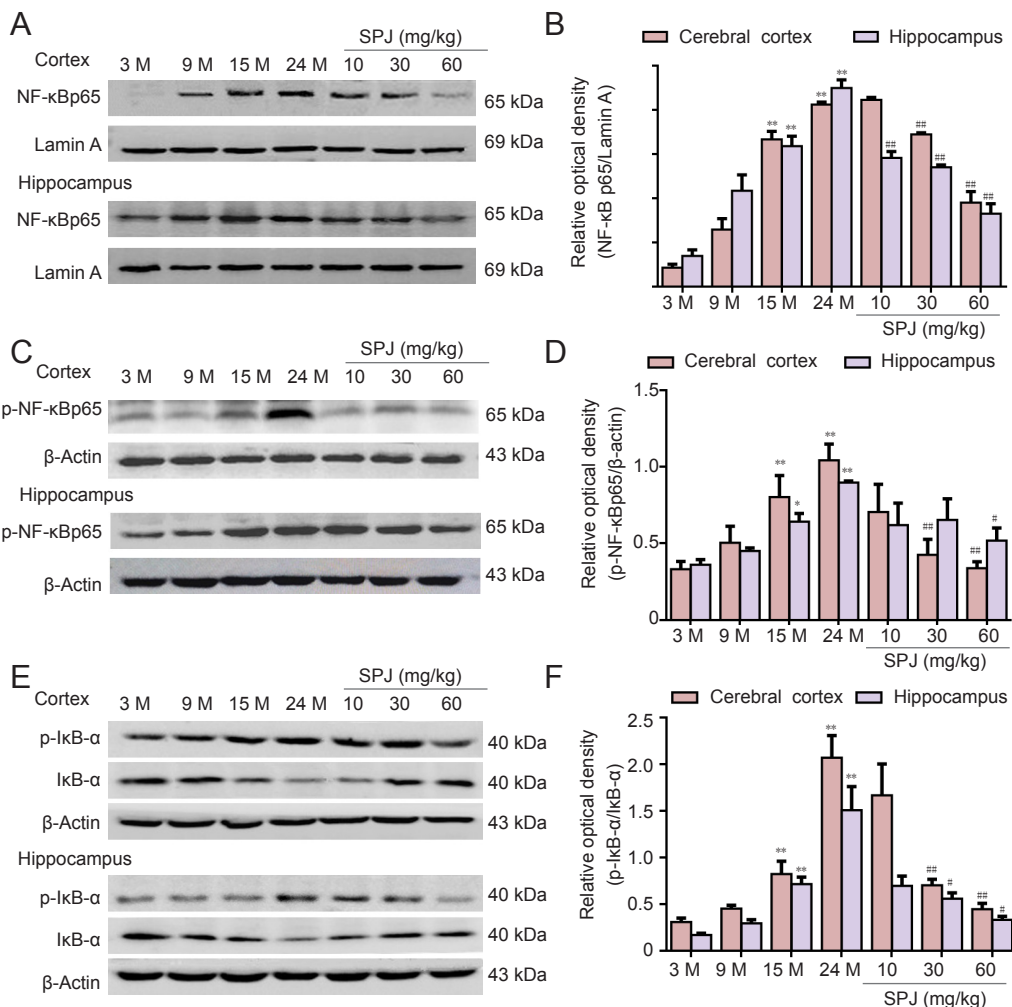 A
SPJ (mg/kg)
Cortex 3 M 9 M 15 M 24 M 10 30 60
NF-κBp65 65 kDa
Lamin A 69 kDa
Hippocampus
NF-κBp65 65 kDa
Lamin A 69 kDa
B
Cerebral cortex Hippocampus
Relative optical density
(NF-κB p65/Lamin A)
** ** ** ** ## ## ## ## ##
3 M 9 M 15 M 24 M 10 30 60
SPJ (mg/kg)
C
SPJ (mg/kg)
Cortex
3 M 9 M 15 M 24 M 10 30 60
p-NF-κBp65 65 kDa
β-Actin 43 kDa
Hippocampus
p-NF-κBp65 65 kDa
β-Actin 43 kDa
D
Cerebral cortex Hippocampus
Relative optical density
(p-NF-κBp65/β-actin)
1.5
1.0
0.5
0
** * ** ** ## ## #
3 M 9 M 15 M 24 M 10 30 60
SPJ (mg/kg)
E
SPJ (mg/kg)
Cortex
3 M 9 M 15 M 24 M 10 30 60
p-IκB-α 40 kDa
IκB-α 40 kDa
β-Actin 43 kDa
Hippocampus
p-IκB-α 40 kDa
IκB-α 40 kDa
β-Actin 43 kDa
F
Cerebral cortex Hippocampus
Relative optical density
(p-IκB-α/IκB-α)
2.5
2.0
1.5
1.0
0.5
0
** ** ** ** ## # ## #
3 M 9 M 15 M 24 M 10 30 60
SPJ (mg/kg)